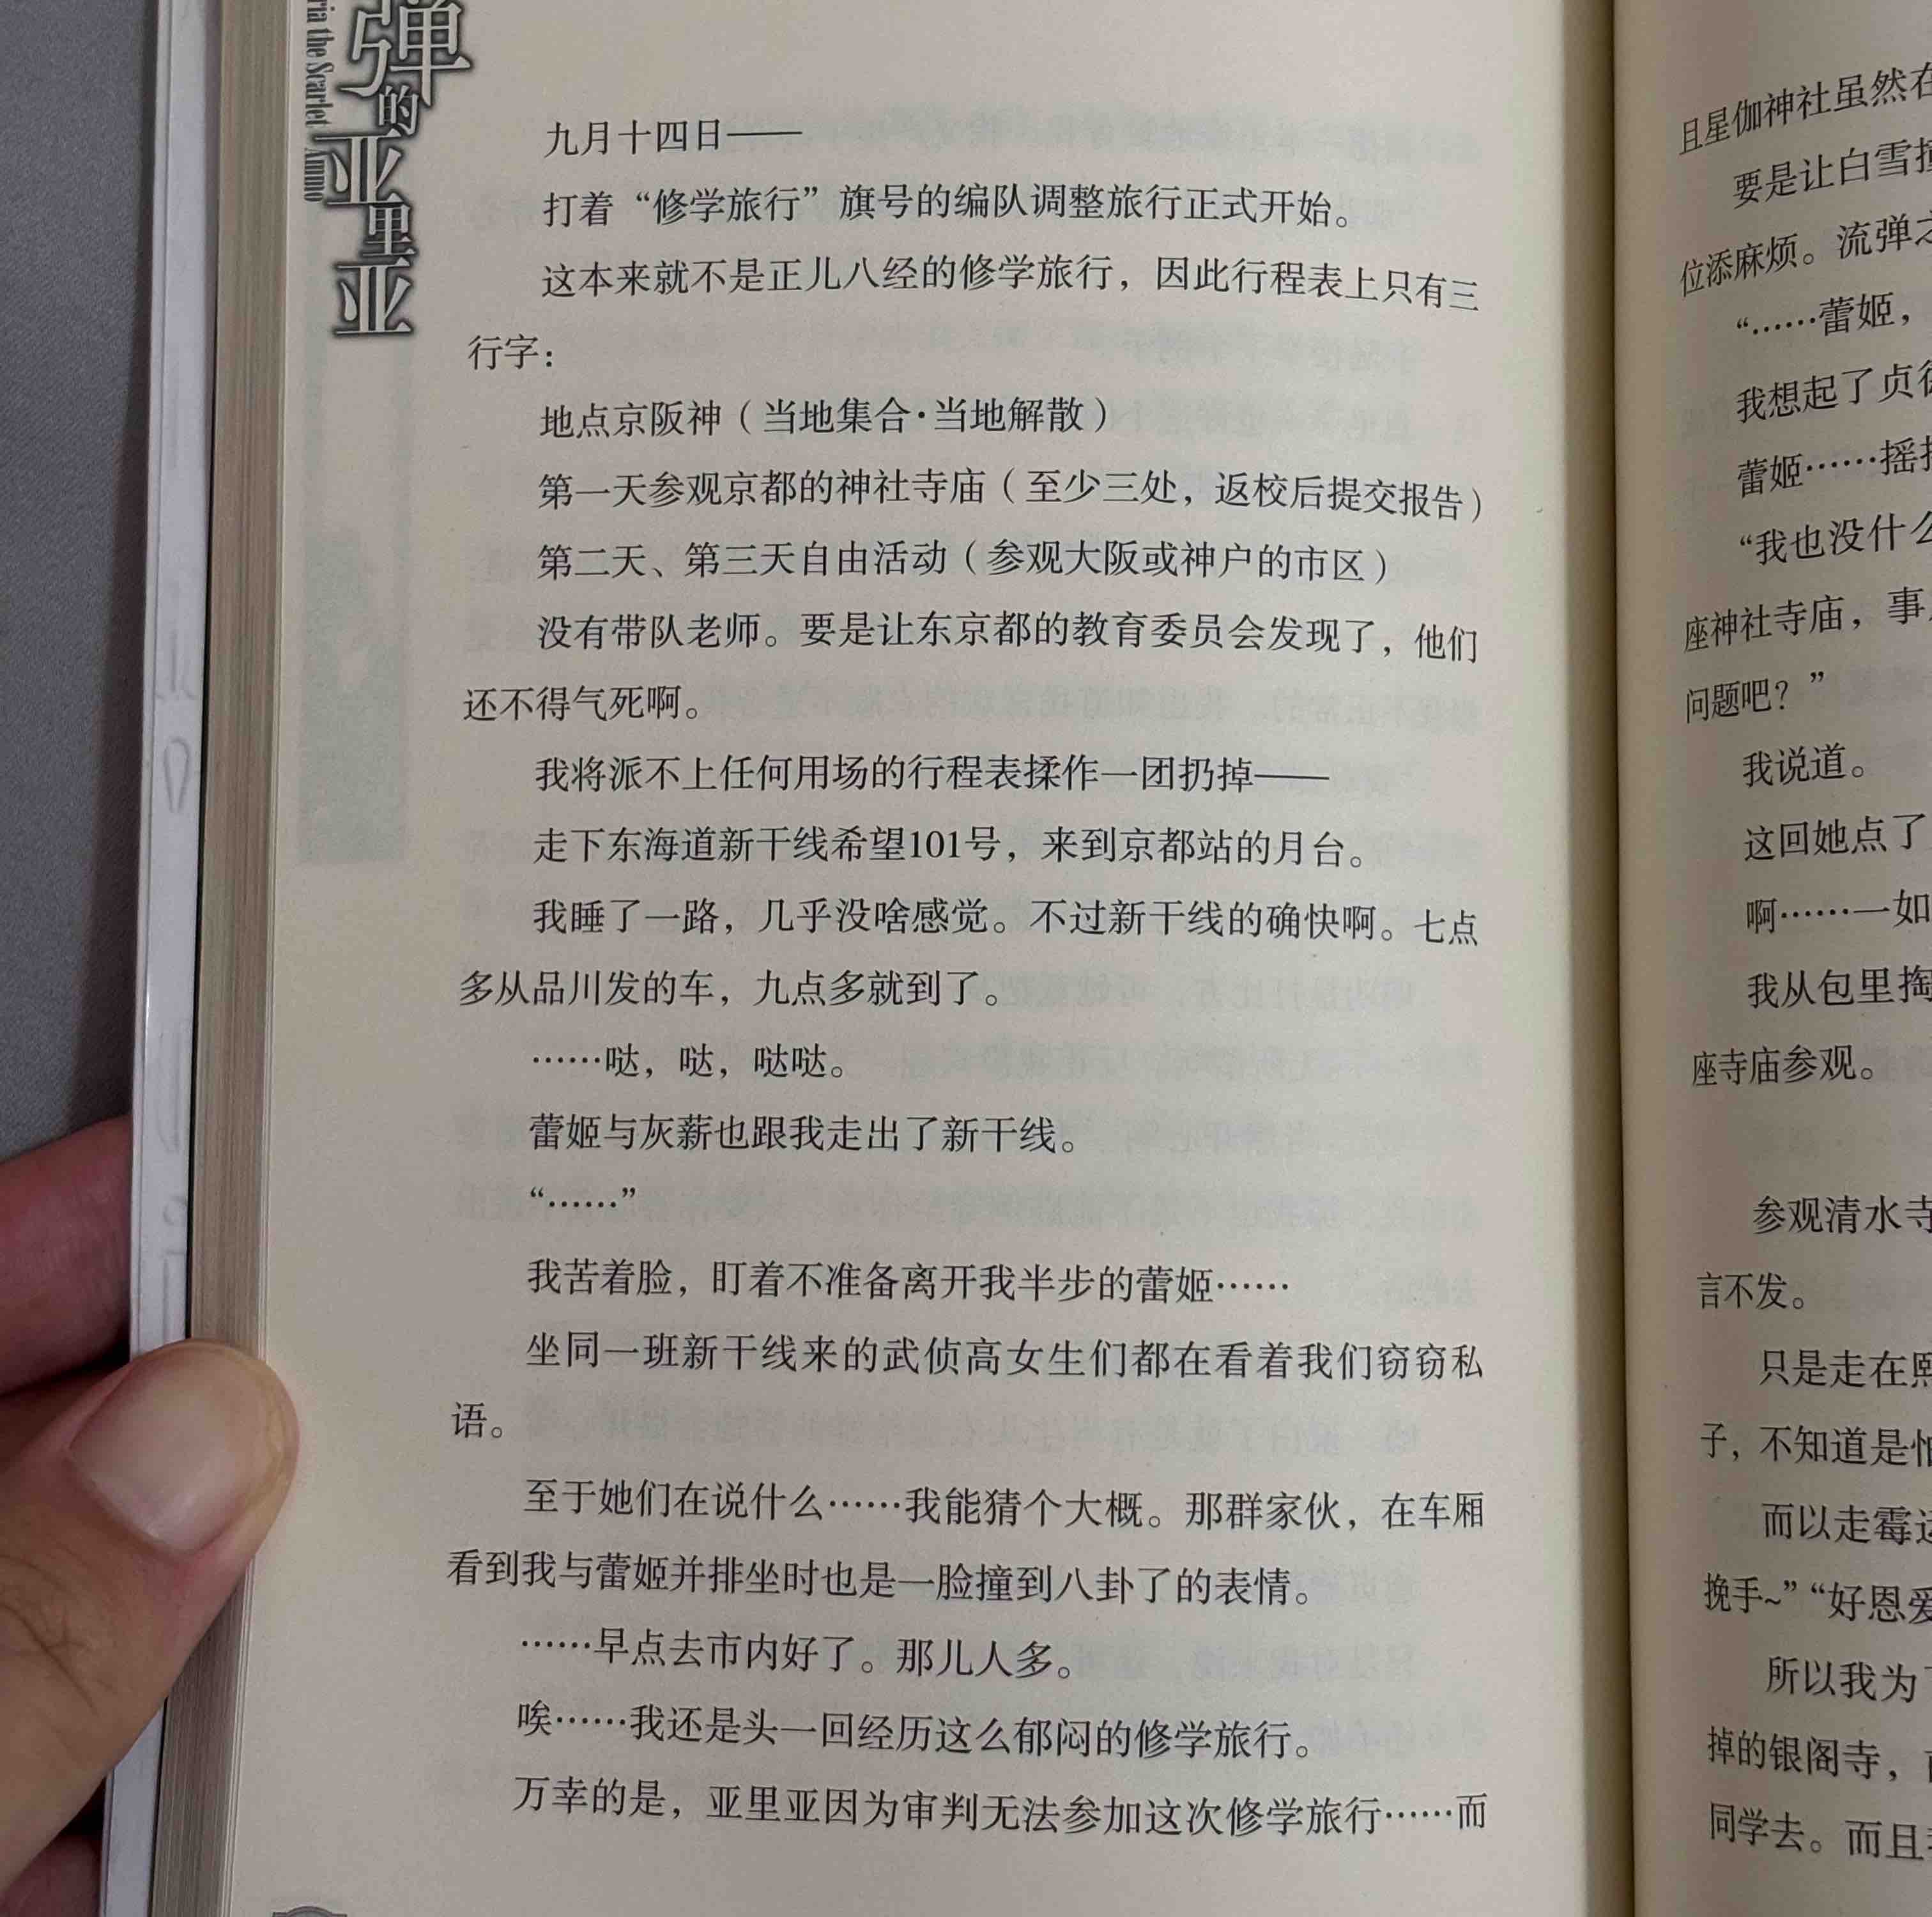 弹的亚里亚
ria the Scarlet Ammo
九月十四日——
打着“修学旅行”旗号的编队调整旅行正式开始。
这本来就不是正儿八经的修学旅行，因此行程表上只有三
行字：
地点京阪神（当地集合·当地解散）
第一天参观京都的神社寺庙（至少三处，返校后提交报告）
第二天、第三天自由活动（参观大阪或神户的市区）
没有带队老师。要是让东京都的教育委员会发现了，他们
还不得气死啊。
我将派不上任何用场的行程表揉作一团扔掉——
走下东海道新干线希望101号，来到京都站的月台。
我睡了一路，几乎没啥感觉。不过新干线的确快啊。七点
多从品川发的车，九点多就到了。
……哒，哒，哒哒。
蕾姬与灰薪也跟我走出了新干线。
“……”
我苦着脸，盯着不准备离开我半步的蕾姬……
坐同一班新干线来的武侦高女生们都在看着我们窃窃私
语。
至于她们在说什么……我能猜个大概。那群家伙，在车厢
看到我与蕾姬并排坐时也是一脸撞到八卦了的表情。
……早点去市内好了。那儿人多。
唉……我还是头一回经历这么郁闷的修学旅行。
万幸的是，亚里亚因为审判无法参加这次修学旅行……而
且星伽神社虽然在
要是让白雪撞
位添麻烦。流弹之
“……蕾姬，
我想起了贞德
蕾姬……摇
“我也没什么
座神社寺庙，事
问题吧？”
我说道。
这回她点了
啊……一如
我从包里掏
座寺庙参观。
参观清水寺
言不发。
只是走在熙
子，不知道是怕
而以走霉运
挽手~”“好恩爱
所以我为了
掉的银阁寺，
同学去。而且